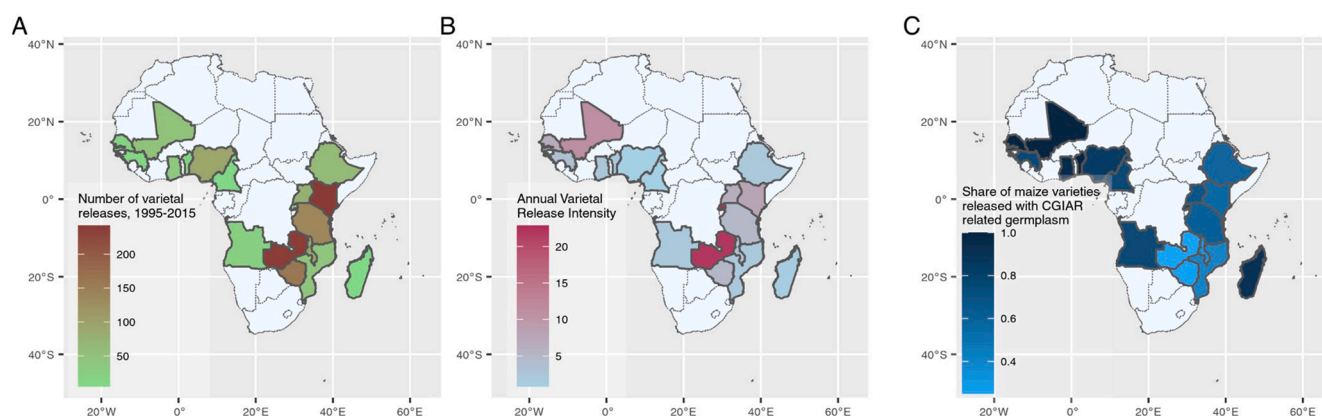 A
40°N
20°N
0°
20°S
40°S
Number of varietal
releases, 1995-2015
200
150
100
50
20°W 0° 20°E 40°E 60°E
B
40°N
20°N
0°
20°S
40°S
Annual Varietal
Release Intensity
20
15
10
5
20°W 0° 20°E 40°E 60°E
C
40°N
20°N
0°
20°S
40°S
Share of maize varieties
released with CGIAR
related germplasm
1.0
0.8
0.6
0.4
20°W 0° 20°E 40°E 60°E